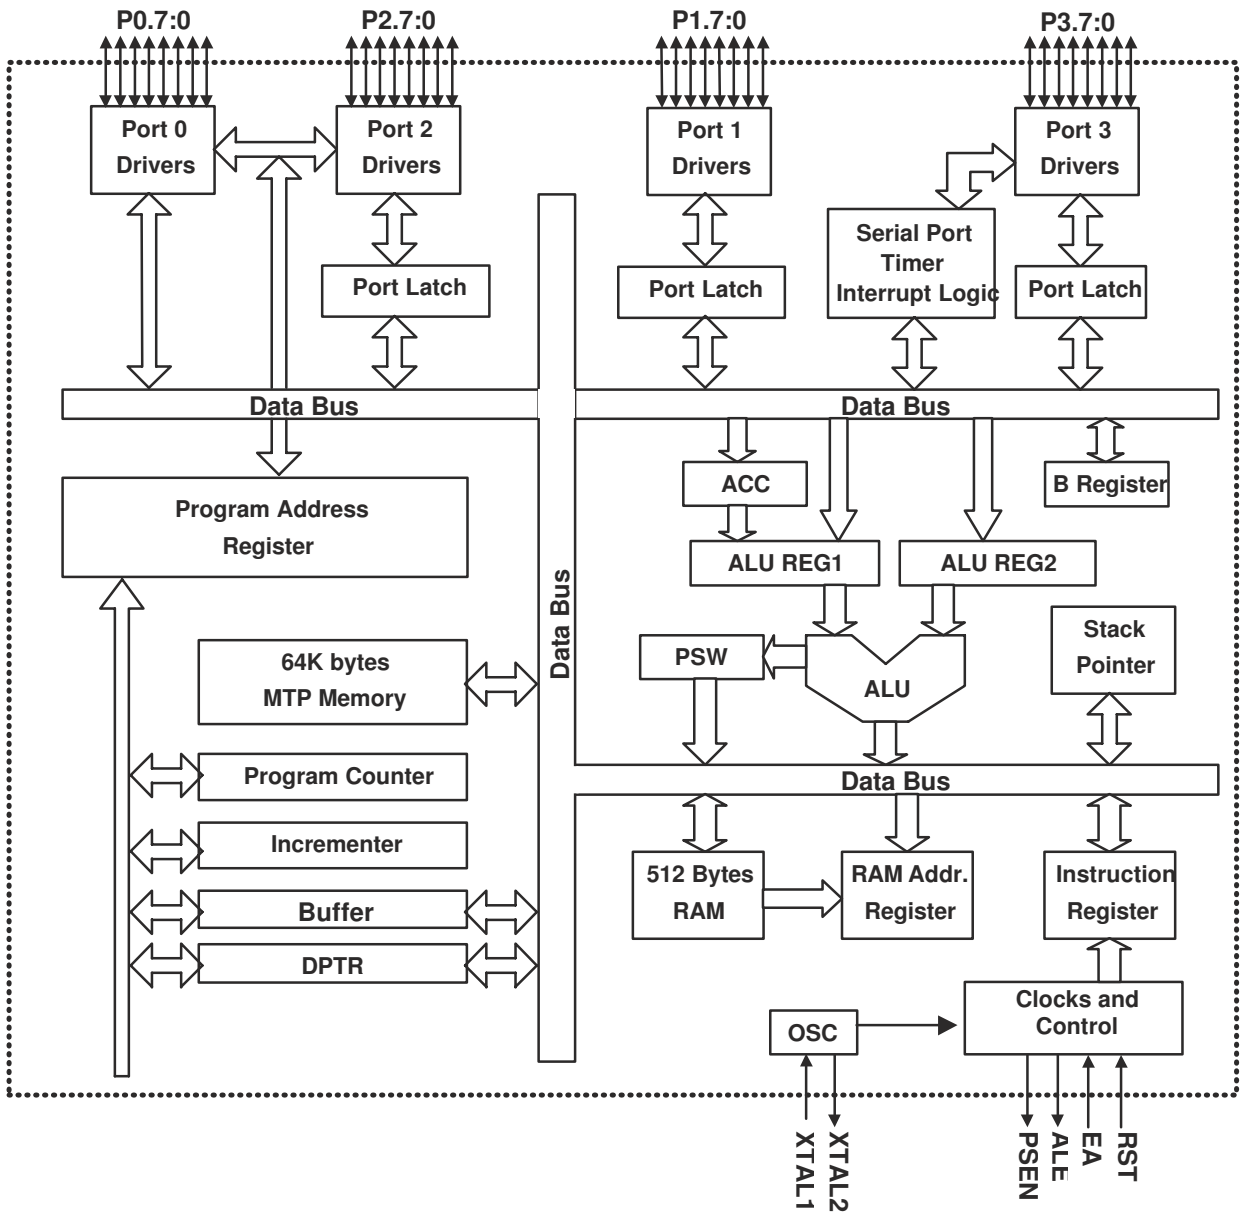 P0.7:0
P2.7:0
P1.7:0
P3.7:0
Port 0
Drivers
Port 2
Drivers
Port 1
Drivers
Port 3
Drivers
Port Latch
Port Latch
Serial Port
Timer
Interrupt Logic
Port Latch
Data Bus
Data Bus
Program Address
Register
ACC
B Register
ALU REG1
ALU REG2
Data Bus
64K bytes
MTP Memory
PSW
ALU
Stack
Pointer
Program Counter
Data Bus
Incrementer
Buffer
DPTR
512 Bytes
RAM
RAM Addr.
Register
Instruction
Register
OSC
Clocks and
Control
XTAL1
XTAL2
PSEN
ALE
EA
RST